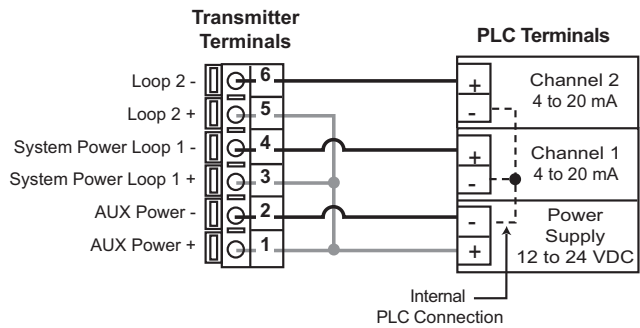 Transmitter
Terminals
PLC Terminals
Loop 2 -
6
+
Channel 2
4 to 20 mA
Loop 2 +
5
-
System Power Loop 1 -
4
+
Channel 1
4 to 20 mA
System Power Loop 1 +
3
-
AUX Power -
2
-
Power
Supply
12 to 24 VDC
AUX Power +
1
+
Internal
PLC Connection